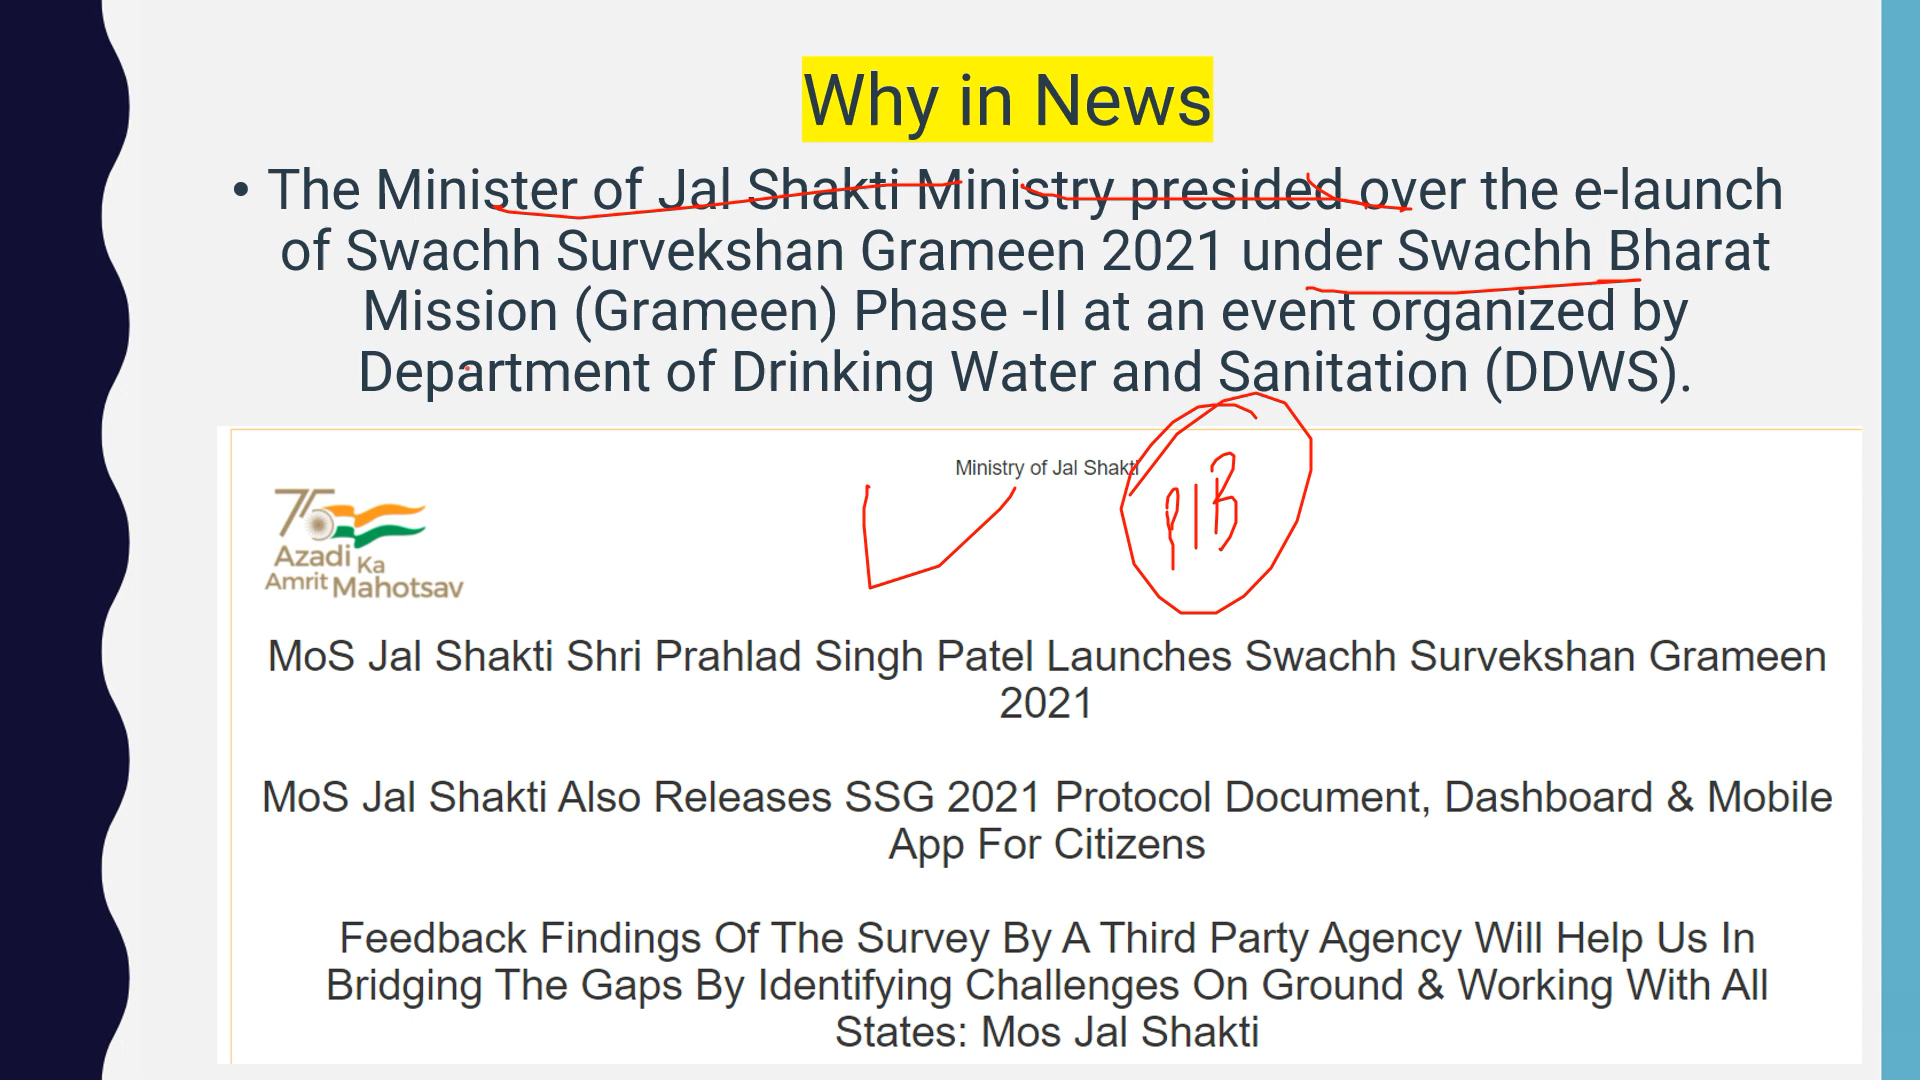 Why in News
• The Minister of Jal Shakti Ministry presided over the e-launch
of Swachh Survekshan Grameen 2021 under Swachh Bharat
Mission (Grameen) Phase -II at an event organized by
Department of Drinking Water and Sanitation (DDWS).
Ministry of Jal Shakti
PIB
75
Azadi Ka
Amrit Mahotsav
MoS Jal Shakti Shri Prahlad Singh Patel Launches Swachh Survekshan Grameen
2021
MoS Jal Shakti Also Releases SSG 2021 Protocol Document, Dashboard & Mobile
App For Citizens
Feedback Findings Of The Survey By A Third Party Agency Will Help Us In
Bridging The Gaps By Identifying Challenges On Ground & Working With All
States: Mos Jal Shakti